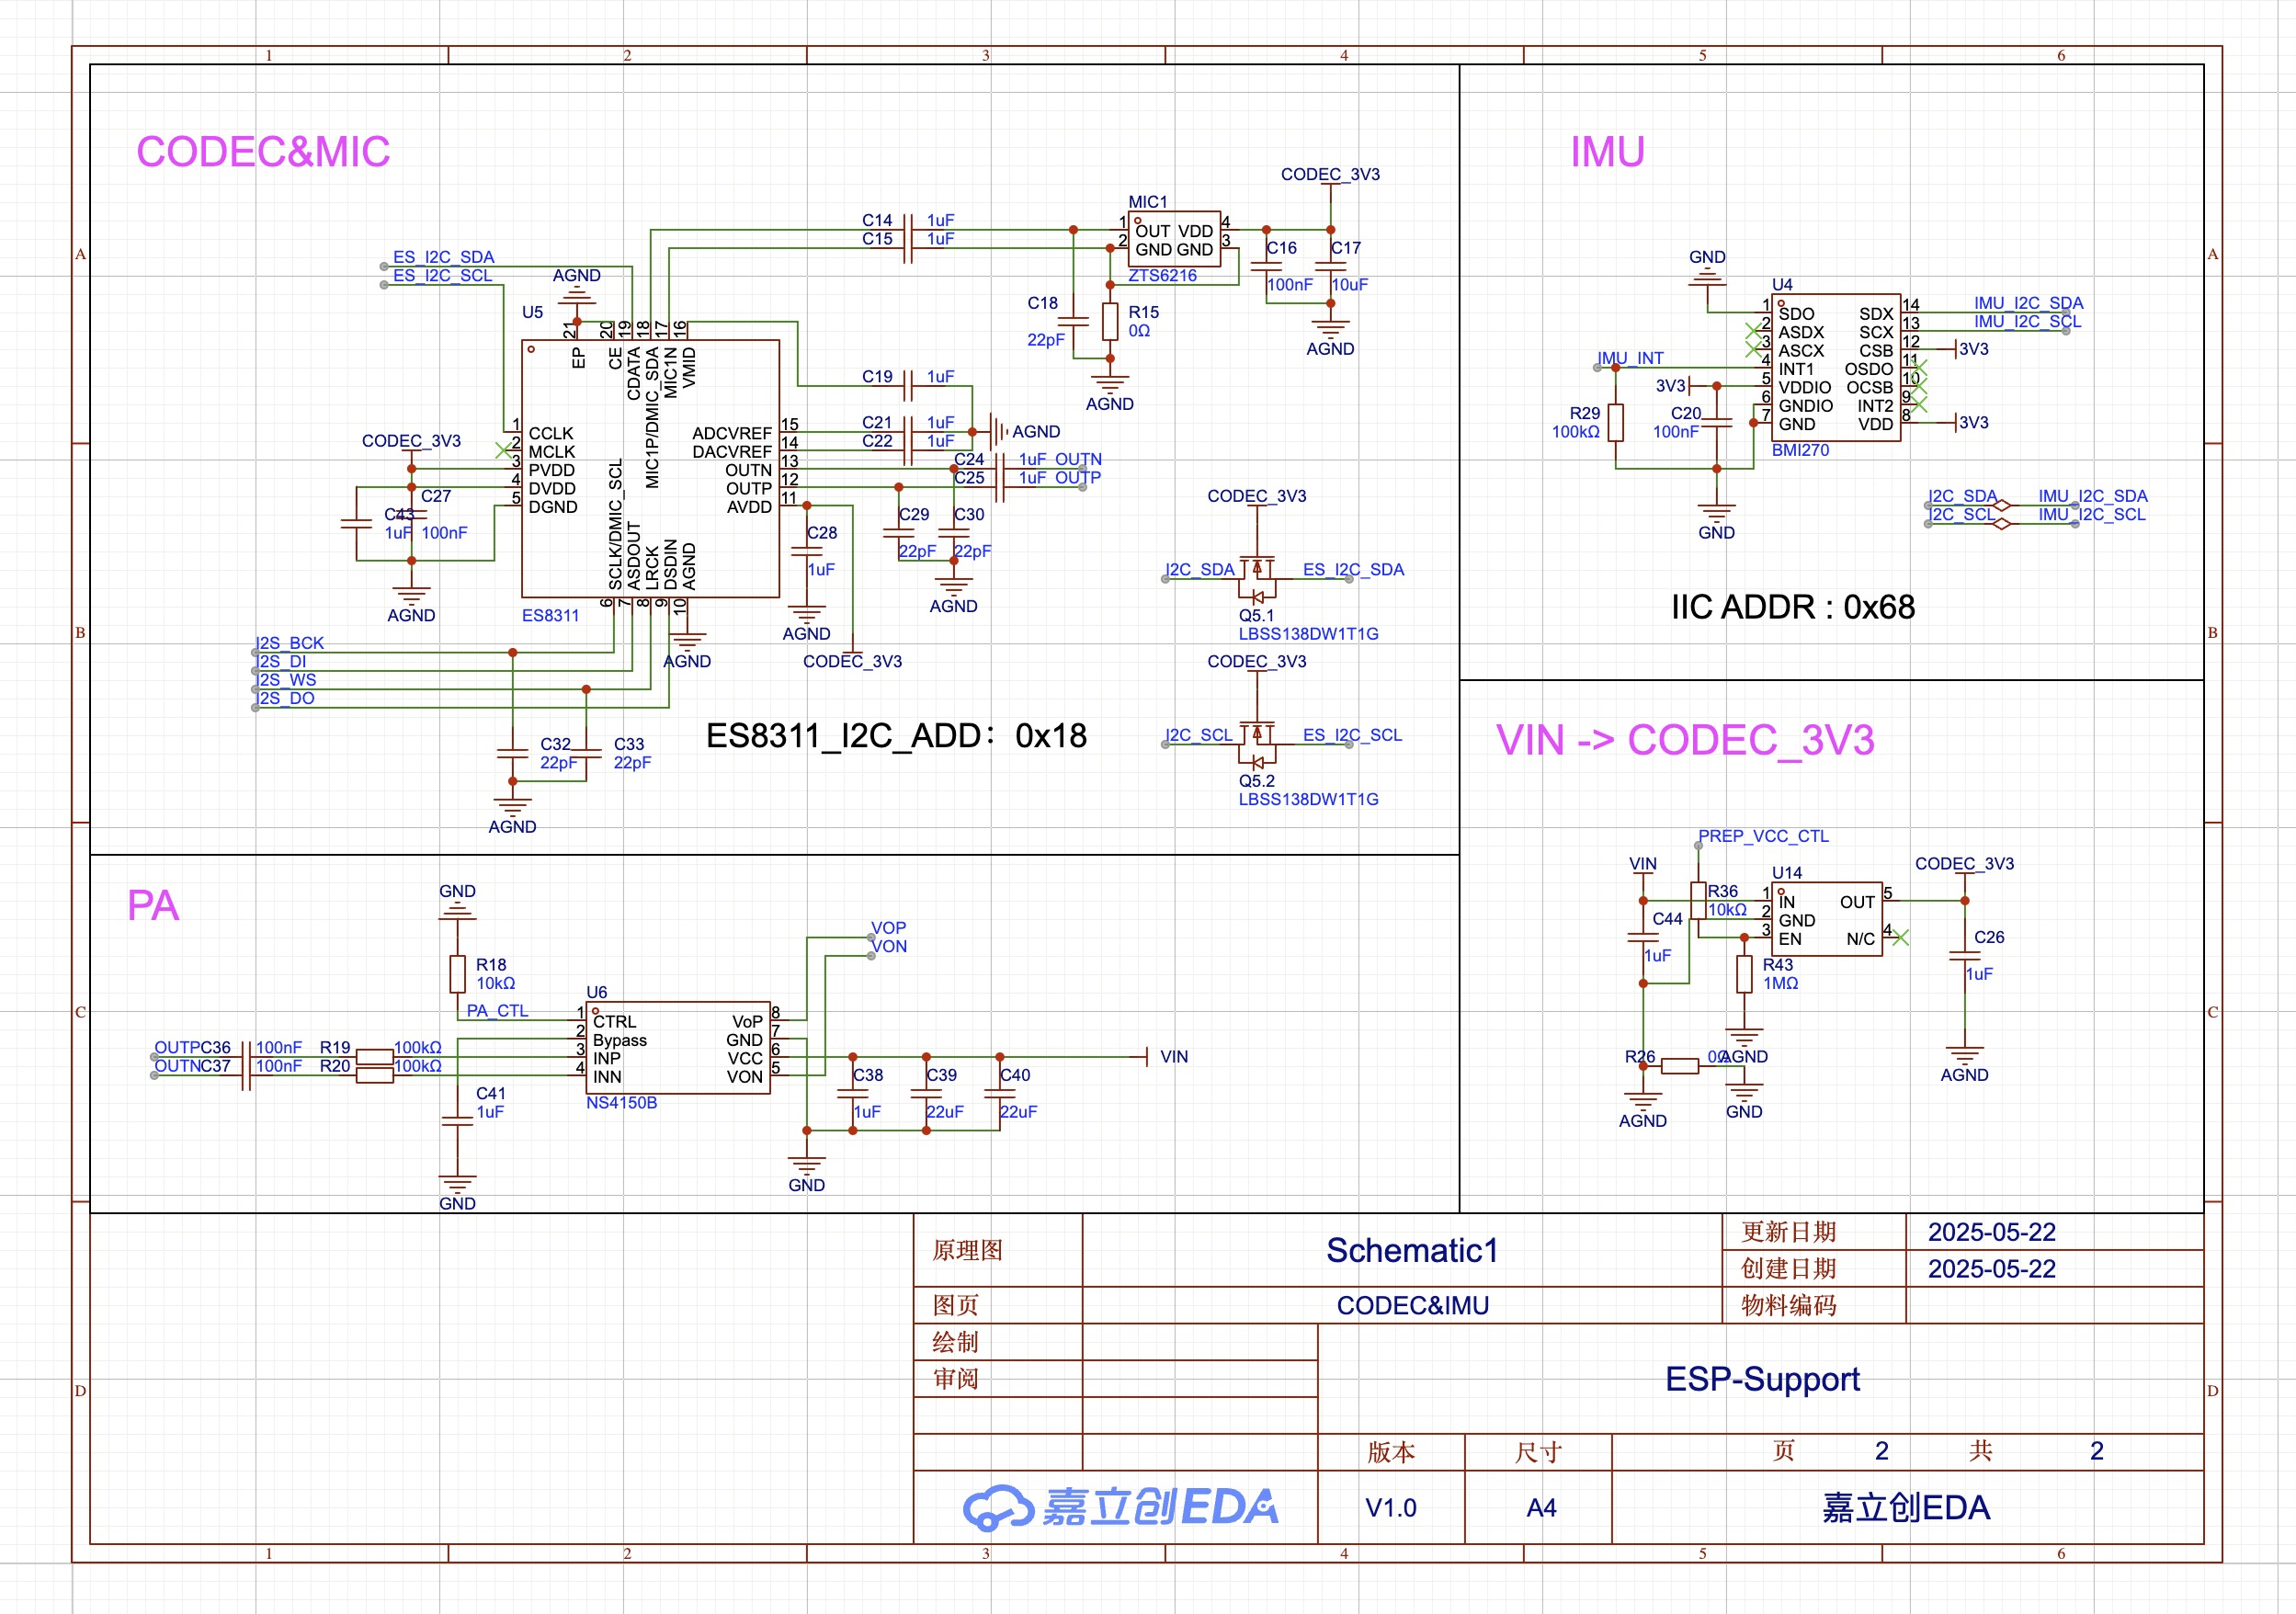 1 2 3 4 5 6
A
B
C
D
CODEC&MIC
ES_I2C_SDA
ES_I2C_SCL
AGND
U5
21 20 19 18 17 16
EP
CE
CDATA
MIC1P/DMIC_SDA
MIC1N
VMID
1 CCLK
2 MCLK
3 PVDD
4 DVDD
5 DGND
ADCVREF 15
DACVREF 14
OUTN 13
OUTP 12
AVDD 11
SCLK/DMIC_SCL
ASDOUT
LRCK
DSDIN
AGND
6 7 8 9 10
ES8311
CODEC_3V3
C27
100nF
C43
1uF
AGND
I2S_BCK
I2S_DI
I2S_WS
I2S_DO
C32
22pF
C33
22pF
AGND
AGND
C14 1uF
C15 1uF
MIC1
1 OUT VDD 4
2 GND GND 3
ZTS6216
CODEC_3V3
C16
100nF
C17
10uF
AGND
C18
22pF
R15
0Ω
AGND
C19 1uF
C21 1uF
C22 1uF
AGND
C24 1uF OUTN
C25 1uF OUTP
C29
22pF
C30
22pF
AGND
C28
1uF
AGND
CODEC_3V3
ES8311_I2C_ADD：0x18
CODEC_3V3
I2C_SDA
ES_I2C_SDA
Q5.1
LBSS138DW1T1G
CODEC_3V3
I2C_SCL
ES_I2C_SCL
Q5.2
LBSS138DW1T1G
IMU
GND
U4
1 SDO
2 ASDX
3 ASCX
4 INT1
5 VDDIO
6 GNDIO
7 GND
SDX 14
SCX 13
CSB 12
OSDO 11
OCSB 10
INT2 9
VDD 8
BMI270
IMU_I2C_SDA
IMU_I2C_SCL
3V3
3V3
IMU_INT
3V3
R29
100kΩ
C20
100nF
GND
I2C_SDA IMU_I2C_SDA
I2C_SCL IMU_I2C_SCL
IIC ADDR : 0x68
VIN -> CODEC_3V3
PREP_VCC_CTL
VIN
R36
10kΩ
U14
1 IN
2 GND
3 EN
OUT 5
N/C 4
CODEC_3V3
C44
1uF
R43
1MΩ
C26
1uF
R26 0Ω
AGND
AGND
AGND
GND
PA
GND
R18
10kΩ
PA_CTL
U6
1 CTRL
2 Bypass
3 INP
4 INN
VoP 8
GND 7
VCC 6
VON 5
NS4150B
VOP
VON
OUTP C36 100nF R19 100kΩ
OUTN C37 100nF R20 100kΩ
C41
1uF
GND
VIN
C38
1uF
C39
22uF
C40
22uF
GND
原理图 Schematic1
更新日期 2025-05-22
创建日期 2025-05-22
图页 CODEC&IMU
物料编码
绘制
审阅
ESP-Support
版本 尺寸 页 2 共 2
嘉立创EDA V1.0 A4 嘉立创EDA
A
B
C
D
1 2 3 4 5 6